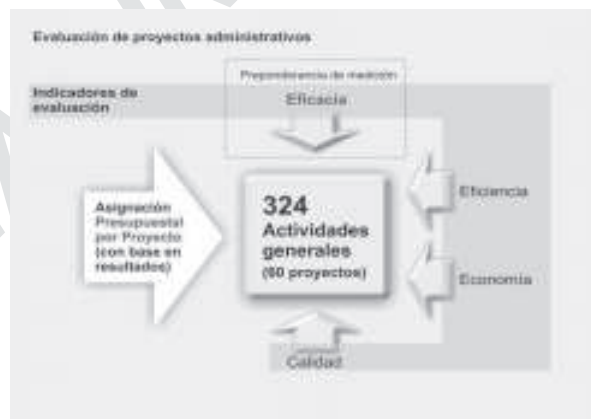 Evaluación de proyectos administrativos
Indicadores de
evaluación
Preponderancia de medición
Eficacia
Asignación
Presupuestal
por Proyecto
(con base en
resultados)
324
Actividades
generales
(60 proyectos)
Eficiencia
Economía
Calidad